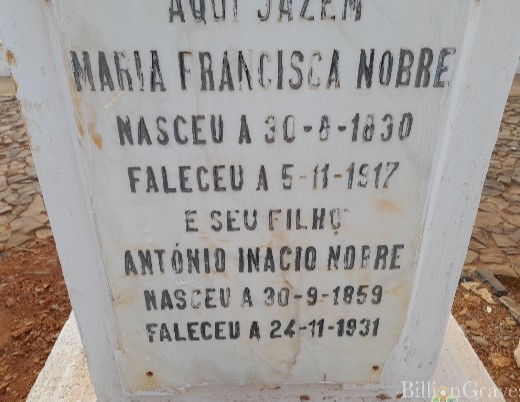 AQUI JAZEM
MARIA FRANCISCA NOBRE
NASCEU A 30-8-1830
FALECEU A 5-11-1917
E SEU FILHO
ANTÓNIO INACIO NOBRE
NASCEU A 30-9-1859
FALECEU A 24-11-1931
BillionGraves